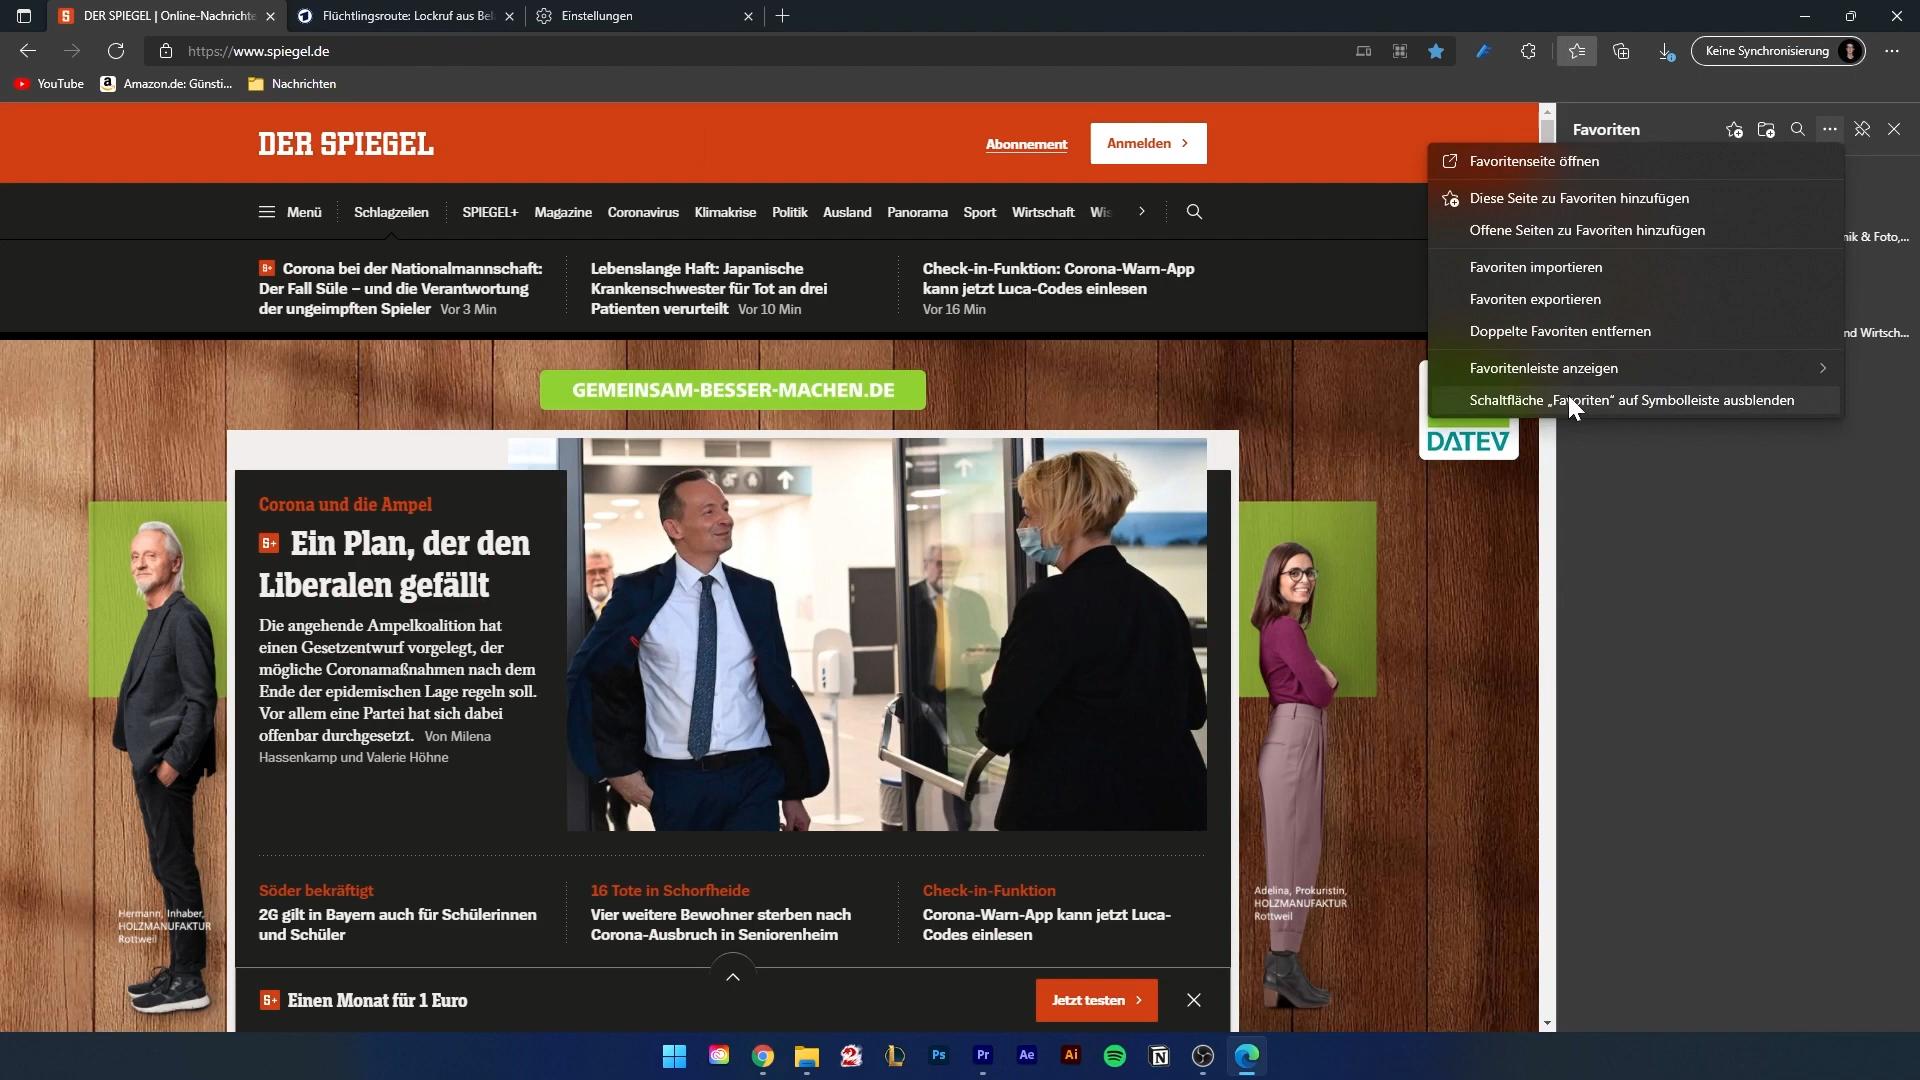 DER SPIEGEL | Online-Nachrichte
Flüchtlingsroute: Lockruf aus Bel
Einstellungen
https://www.spiegel.de
Keine Synchronisierung
YouTube
Amazon.de: Günsti...
Nachrichten
DER SPIEGEL
Abonnement
Anmelden
Favoriten
Menü
Schlagzeilen
SPIEGEL+
Magazine
Coronavirus
Klimakrise
Politik
Ausland
Panorama
Sport
Wirtschaft
Wis
S+ Corona bei der Nationalmannschaft:
Der Fall Süle – und die Verantwortung
der ungeimpften Spieler Vor 3 Min
Lebenslange Haft: Japanische
Krankenschwester für Tot an drei
Patienten verurteilt Vor 10 Min
Check-in-Funktion: Corona-Warn-App
kann jetzt Luca-Codes einlesen
Vor 16 Min
Favoritenseite öffnen
Diese Seite zu Favoriten hinzufügen
Offene Seiten zu Favoriten hinzufügen
Favoriten importieren
Favoriten exportieren
Doppelte Favoriten entfernen
Favoritenleiste anzeigen
Schaltfläche „Favoriten“ auf Symbolleiste ausblenden
nik & Foto,...
nd Wirtsch...
GEMEINSAM-BESSER-MACHEN.DE
DATEV
Corona und die Ampel
S+ Ein Plan, der den
Liberalen gefällt
Die angehende Ampelkoalition hat
einen Gesetzentwurf vorgelegt, der
mögliche Coronamaßnahmen nach dem
Ende der epidemischen Lage regeln soll.
Vor allem eine Partei hat sich dabei
offenbar durchgesetzt. Von Milena
Hassenkamp und Valerie Höhne
Hermann, Inhaber,
HOLZMANUFAKTUR
Rottweil
Adelina, Prokuristin,
HOLZMANUFAKTUR
Rottweil
Söder bekräftigt
2G gilt in Bayern auch für Schülerinnen
und Schüler
16 Tote in Schorfheide
Vier weitere Bewohner sterben nach
Corona-Ausbruch in Seniorenheim
Check-in-Funktion
Corona-Warn-App kann jetzt Luca-
Codes einlesen
S+ Einen Monat für 1 Euro
Jetzt testen
Ps
Pr
Ae
Ai